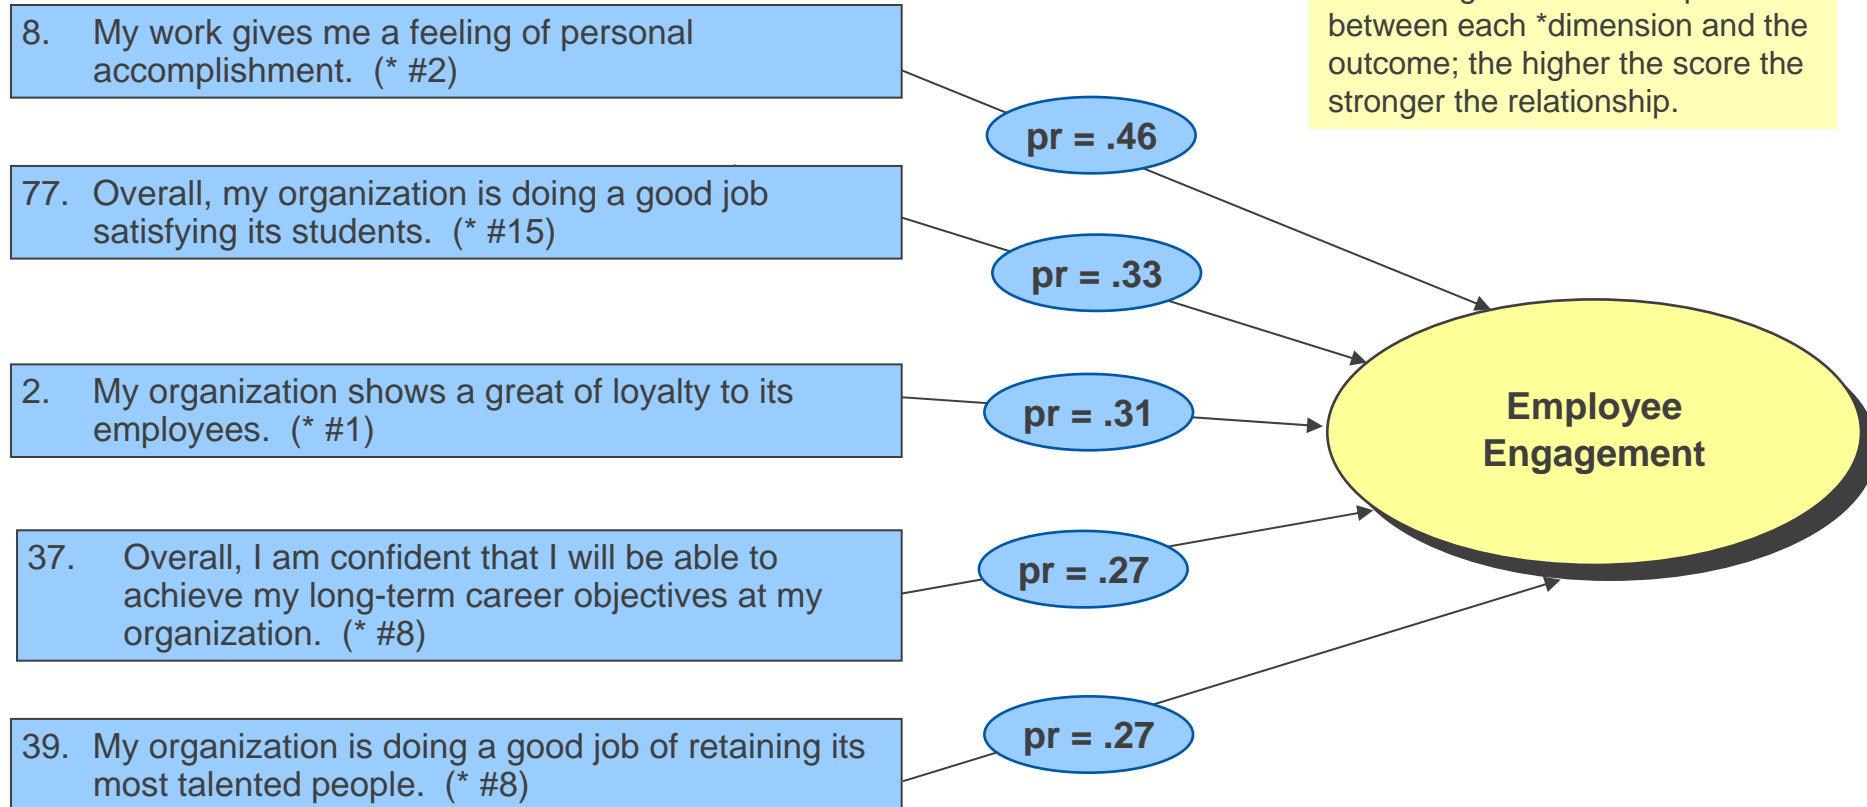 8. My work gives me a feeling of personal
accomplishment. (* #2)
between each *dimension and the
outcome; the higher the score the
stronger the relationship.
pr = .46
77. Overall, my organization is doing a good job
satisfying its students. (* #15)
pr = .33
2. My organization shows a great of loyalty to its
employees. (* #1)
pr = .31
Employee
Engagement
37. Overall, I am confident that I will be able to
achieve my long-term career objectives at my
organization. (* #8)
pr = .27
39. My organization is doing a good job of retaining its
most talented people. (* #8)
pr = .27